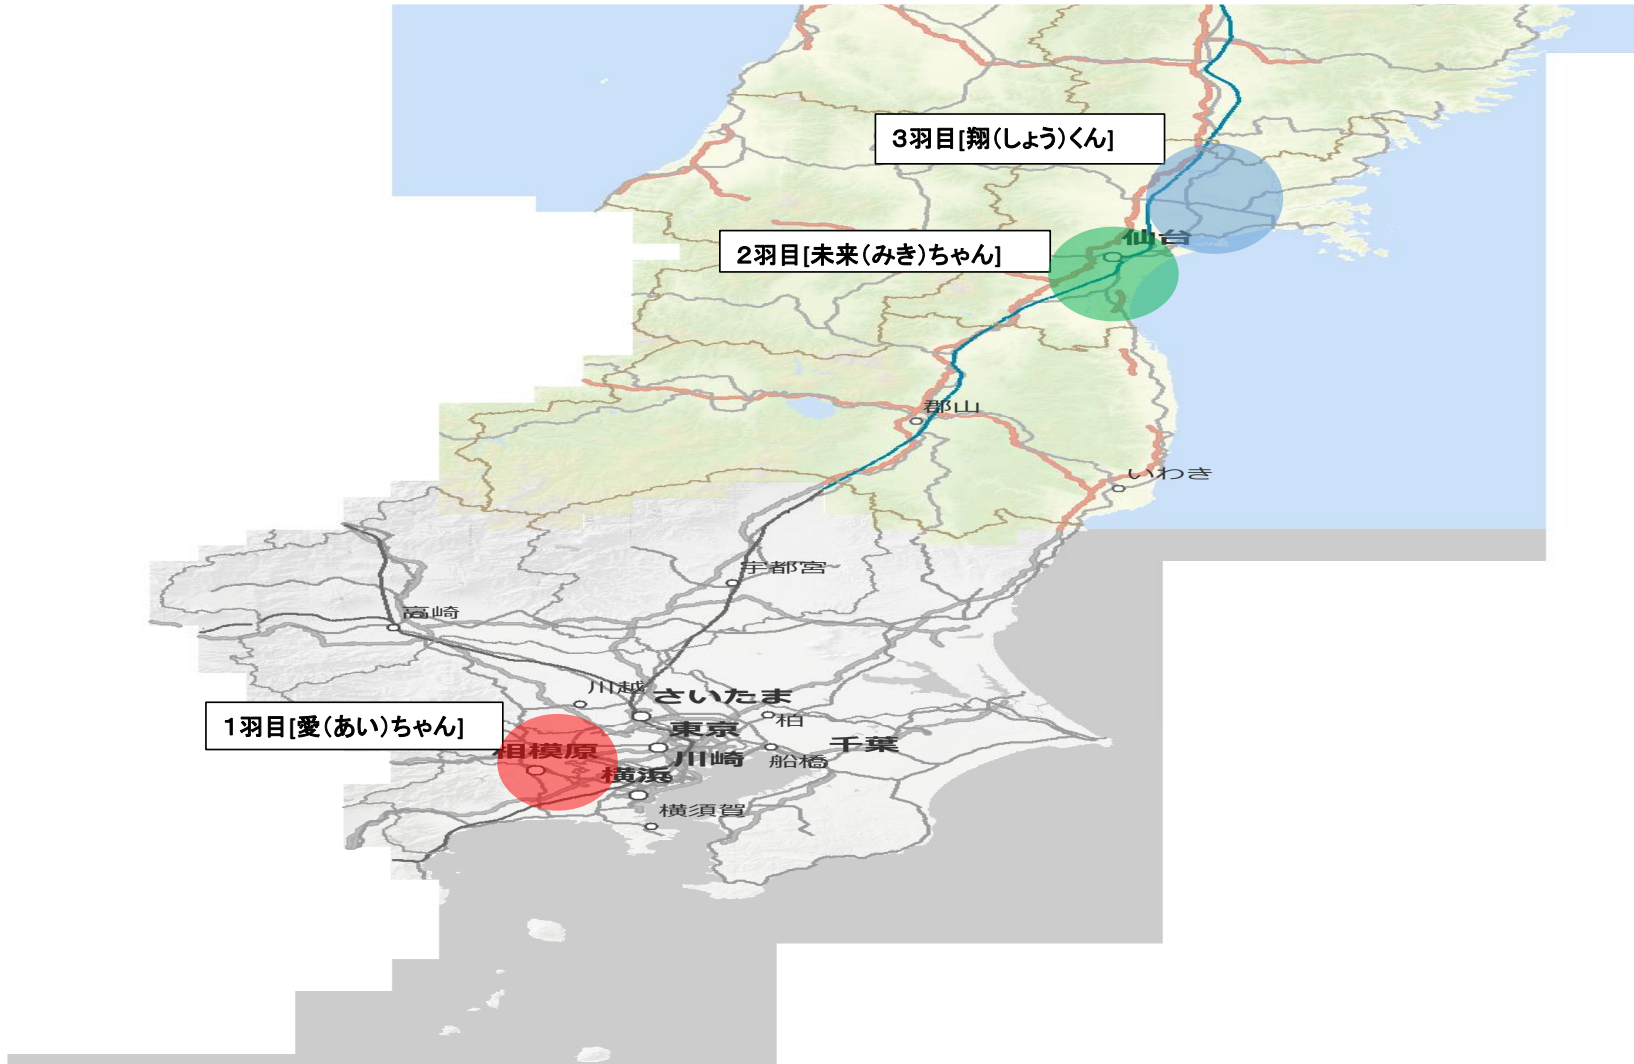 ３羽目[翔（しょう）くん]
仙台
２羽目[未来（みき）ちゃん]
郡山
いわき
宇都宮
高崎
川越
さいたま
１羽目[愛（あい）ちゃん]
柏
東京
千葉
相模原
川崎
船橋
横浜
横須賀